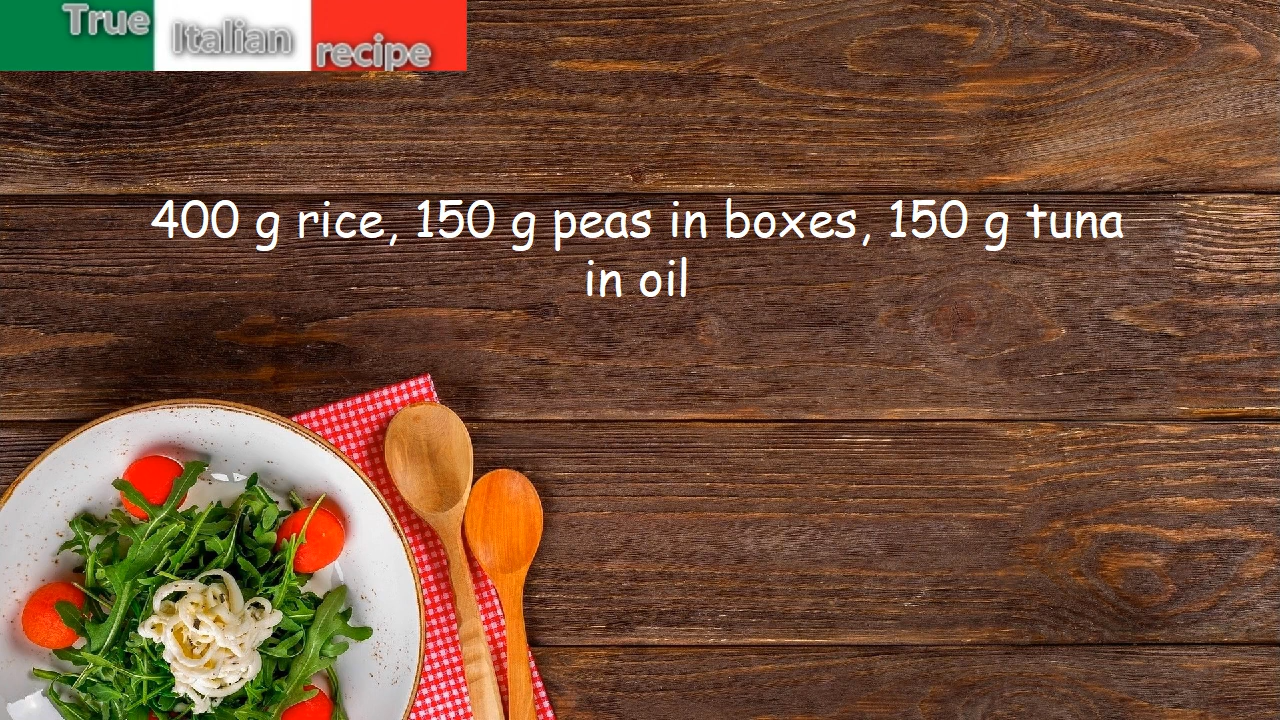 True Italian recipe
400 g rice, 150 g peas in boxes, 150 g tuna
in oil